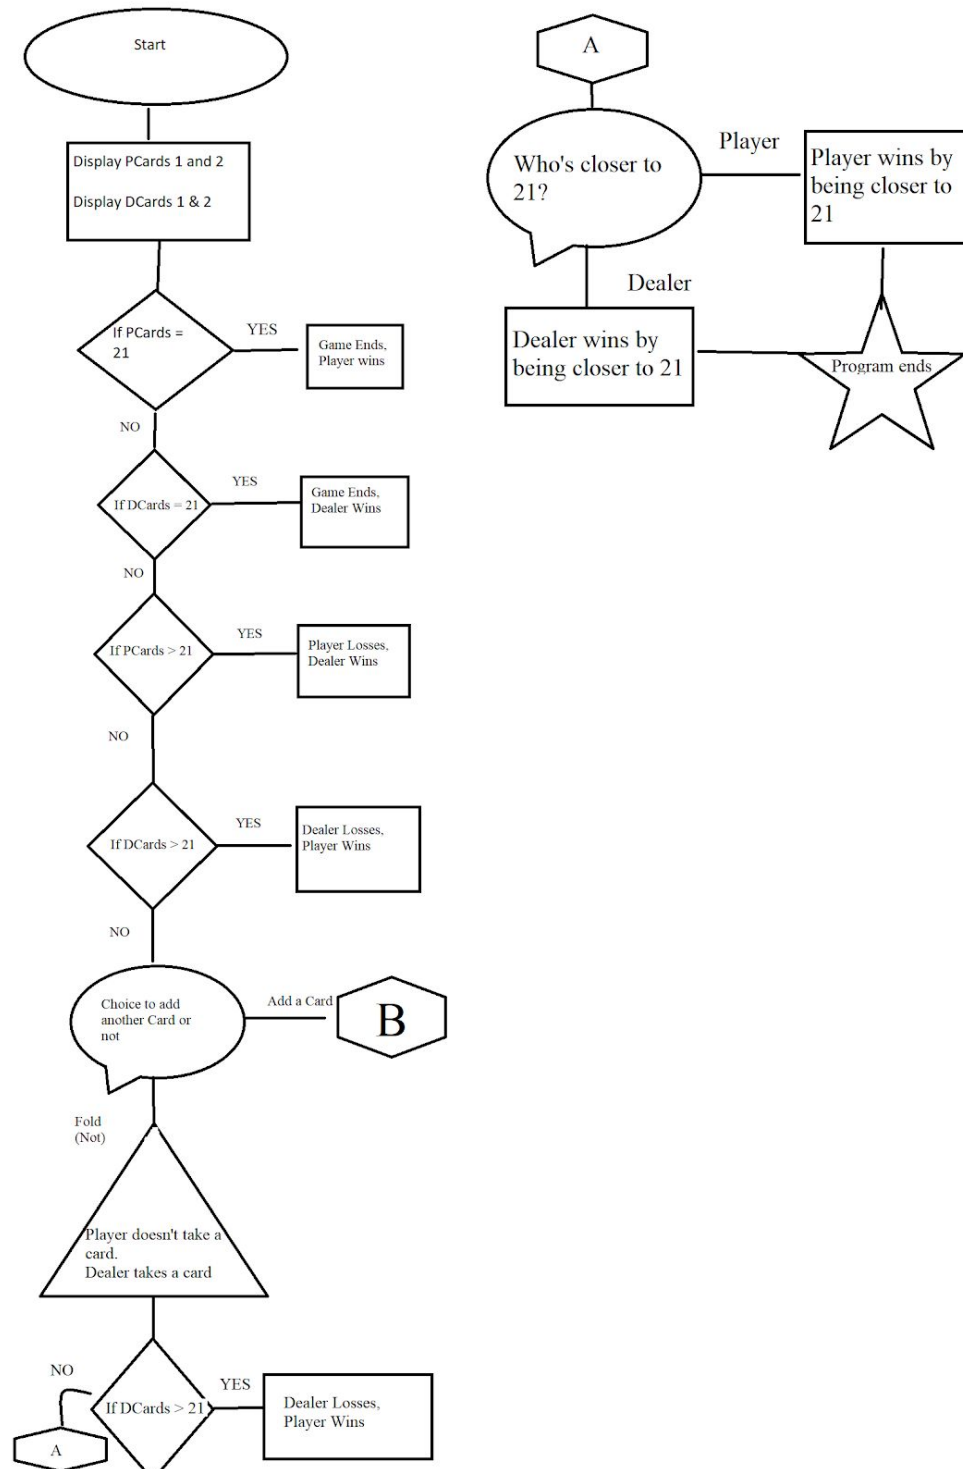 Start
Display PCards 1 and 2
Display DCards 1 & 2
If PCards =
21
YES
Game Ends,
Player wins
NO
If DCards = 21
YES
Game Ends,
Dealer Wins
NO
If PCards > 21
YES
Player Losses,
Dealer Wins
NO
If DCards > 21
YES
Dealer Losses,
Player Wins
NO
Choice to add
another Card or
not
Add a Card
B
Fold
(Not)
Player doesn't take a
card.
Dealer takes a card
NO
If DCards > 21
YES
Dealer Losses,
Player Wins
A
A
Who's closer to
21?
Player
Player wins by
being closer to
21
Dealer
Dealer wins by
being closer to 21
Program ends